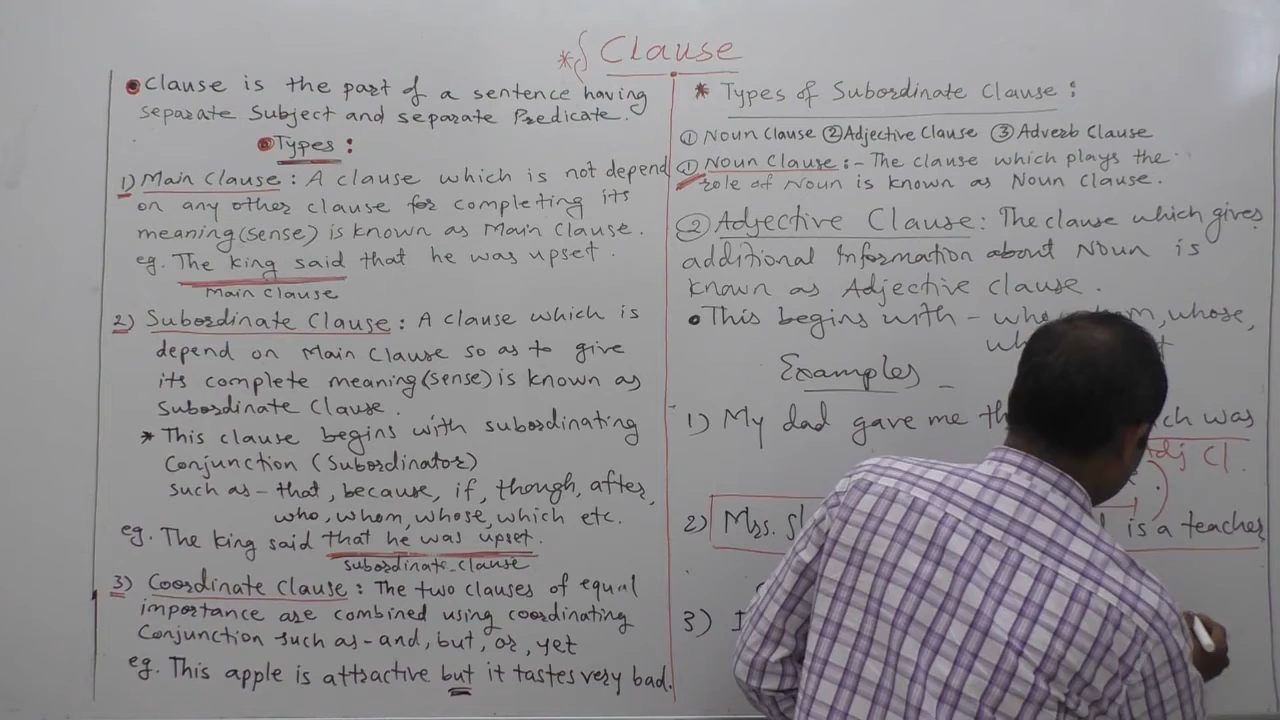 *{ Clause
• Clause is the part of a sentence having
separate Subject and separate Predicate.
• Types :
1) Main Clause : A clause which is not depend
on any other clause for completing its
meaning(sense) is known as Main Clause.
eg. The king said that he was upset.
Main clause
2) Subordinate Clause : A clause which is
depend on Main Clause so as to give
its complete meaning(sense) is known as
subordinate clause.
* This clause begins with subordinating
Conjunction (Subordinator)
such as - that, because, if, though, after,
who, whom, whose, which etc.
eg. The king said that he was upset.
subordinate clause
3) Coordinate Clause : The two clauses of equal
importance are combined using coordinating
Conjunction such as - and, but, or, yet
eg. This apple is attractive but it tastes very bad.
* Types of Subordinate Clause :
① Noun Clause ② Adjective Clause ③ Adverb Clause
① Noun Clause :- The clause which plays the
role of Noun is known as Noun Clause.
② Adjective Clause : The clause which gives
additional Information about Noun is
known as Adjective clause.
• This begins with - whose,
Examples -
1) My dad gave me was
Adj Cl.
2) Mrs. is a teacher
3) I